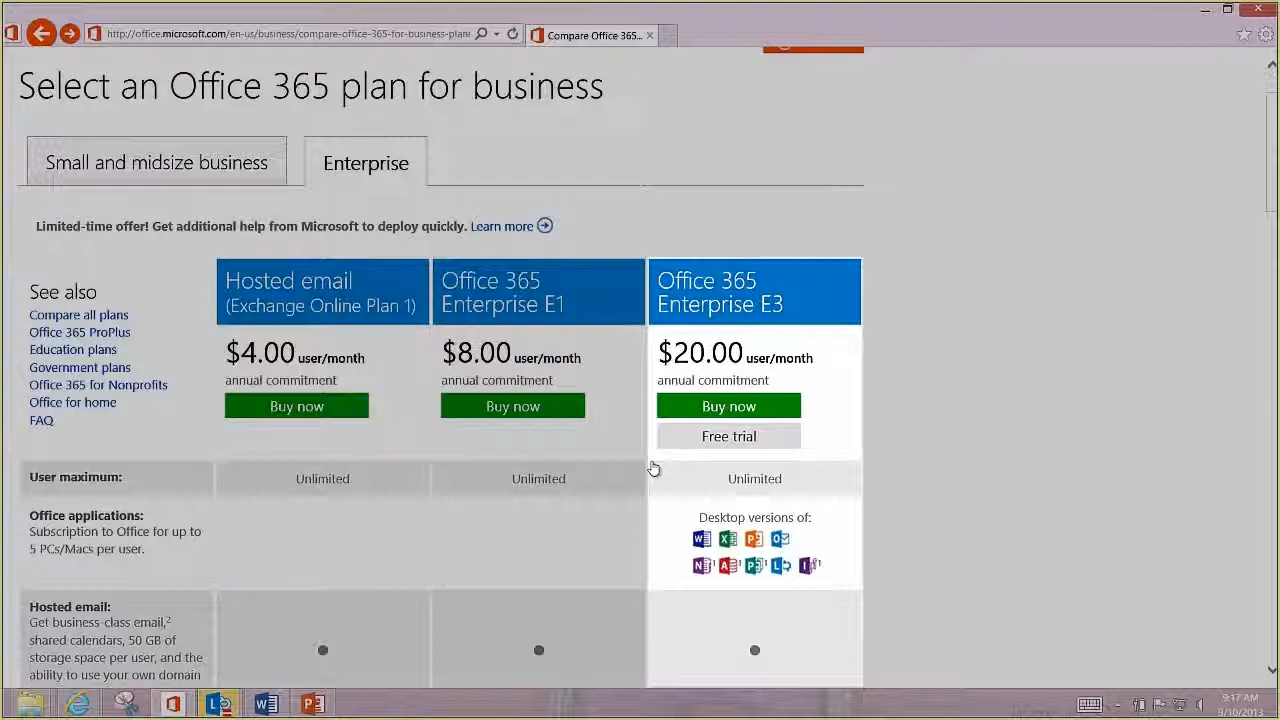 http://office.microsoft.com/en-us/business/compare-office-365-for-business-plans
Compare Office 365...
Select an Office 365 plan for business
Small and midsize business
Enterprise
Limited-time offer! Get additional help from Microsoft to deploy quickly. Learn more
See also
Compare all plans
Office 365 ProPlus
Education plans
Government plans
Office 365 for Nonprofits
Office for home
FAQ
Hosted email
(Exchange Online Plan 1)
$4.00 user/month
annual commitment
Buy now
Office 365
Enterprise E1
$8.00 user/month
annual commitment
Buy now
Office 365
Enterprise E3
$20.00 user/month
annual commitment
Buy now
Free trial
User maximum:
Unlimited
Unlimited
Unlimited
Office applications:
Subscription to Office for up to
5 PCs/Macs per user.
Desktop versions of:
Hosted email:
Get business-class email,2
shared calendars, 50 GB of
storage space per user, and the
ability to use your own domain
9:17 AM
9/10/2013